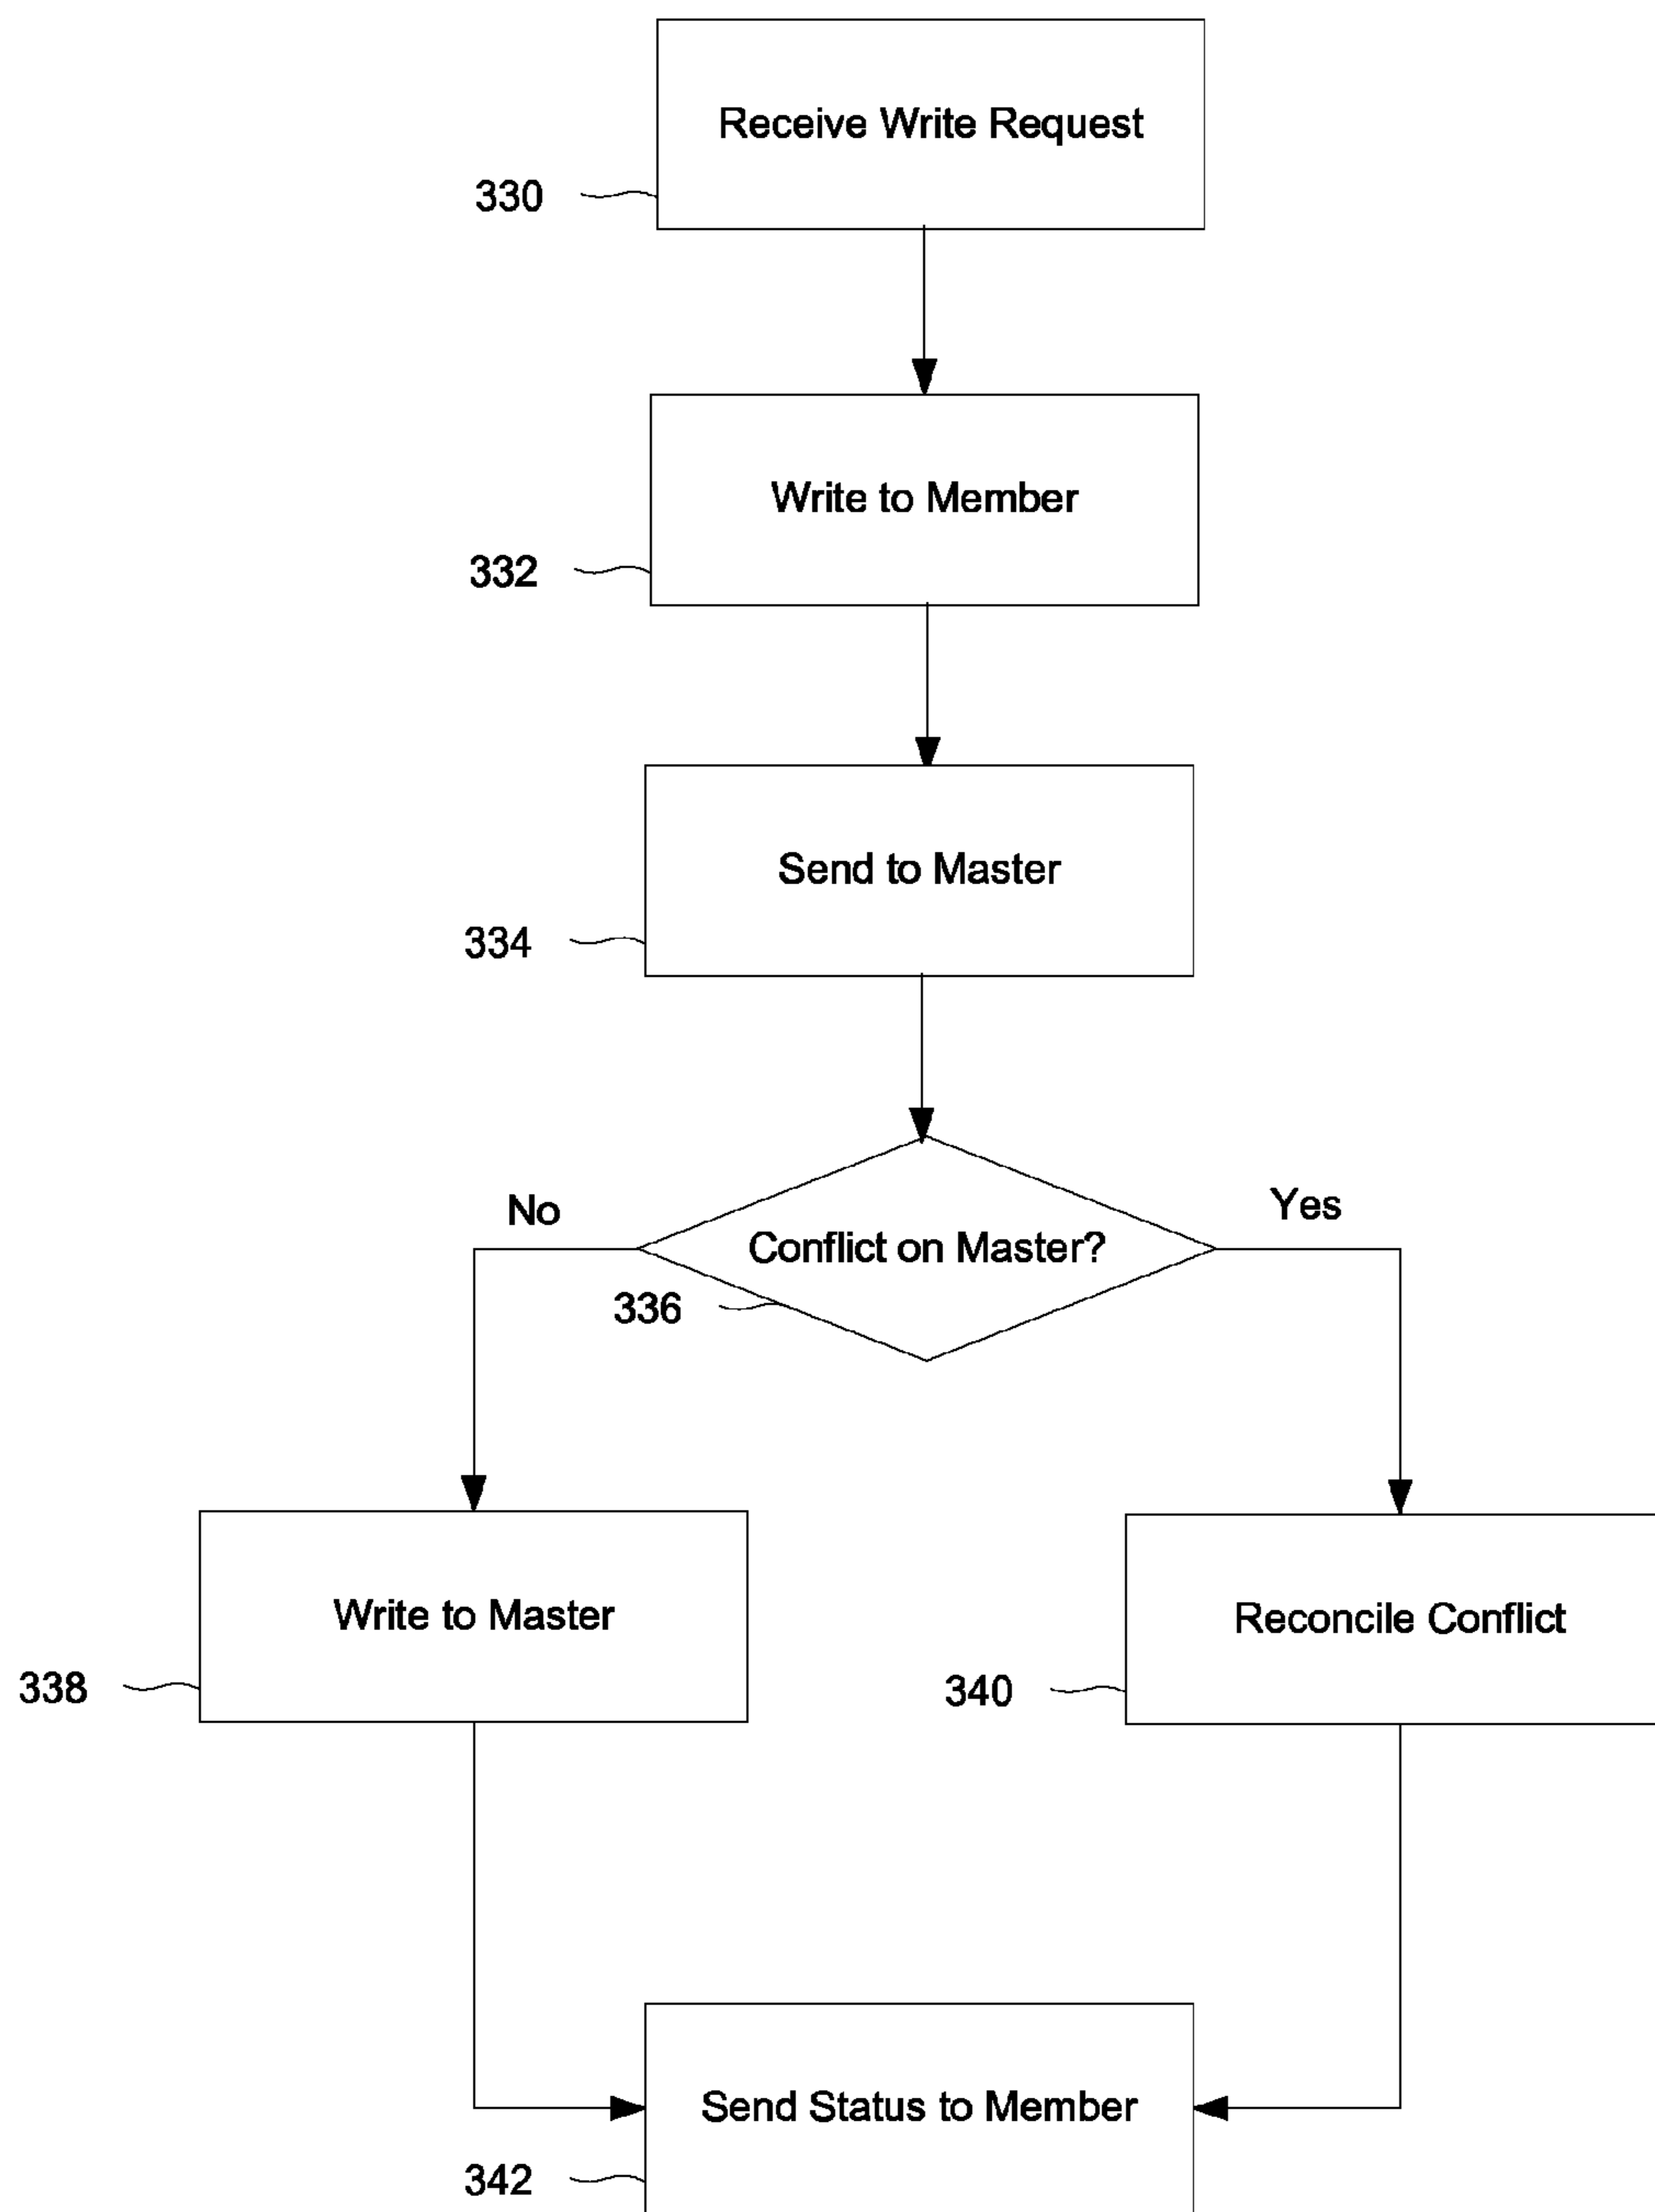 Receive Write Request
330
Write to Member
332
Send to Master
334
No
Yes
Conflict on Master?
336
Write to Master
338
Reconcile Conflict
340
Send Status to Member
342